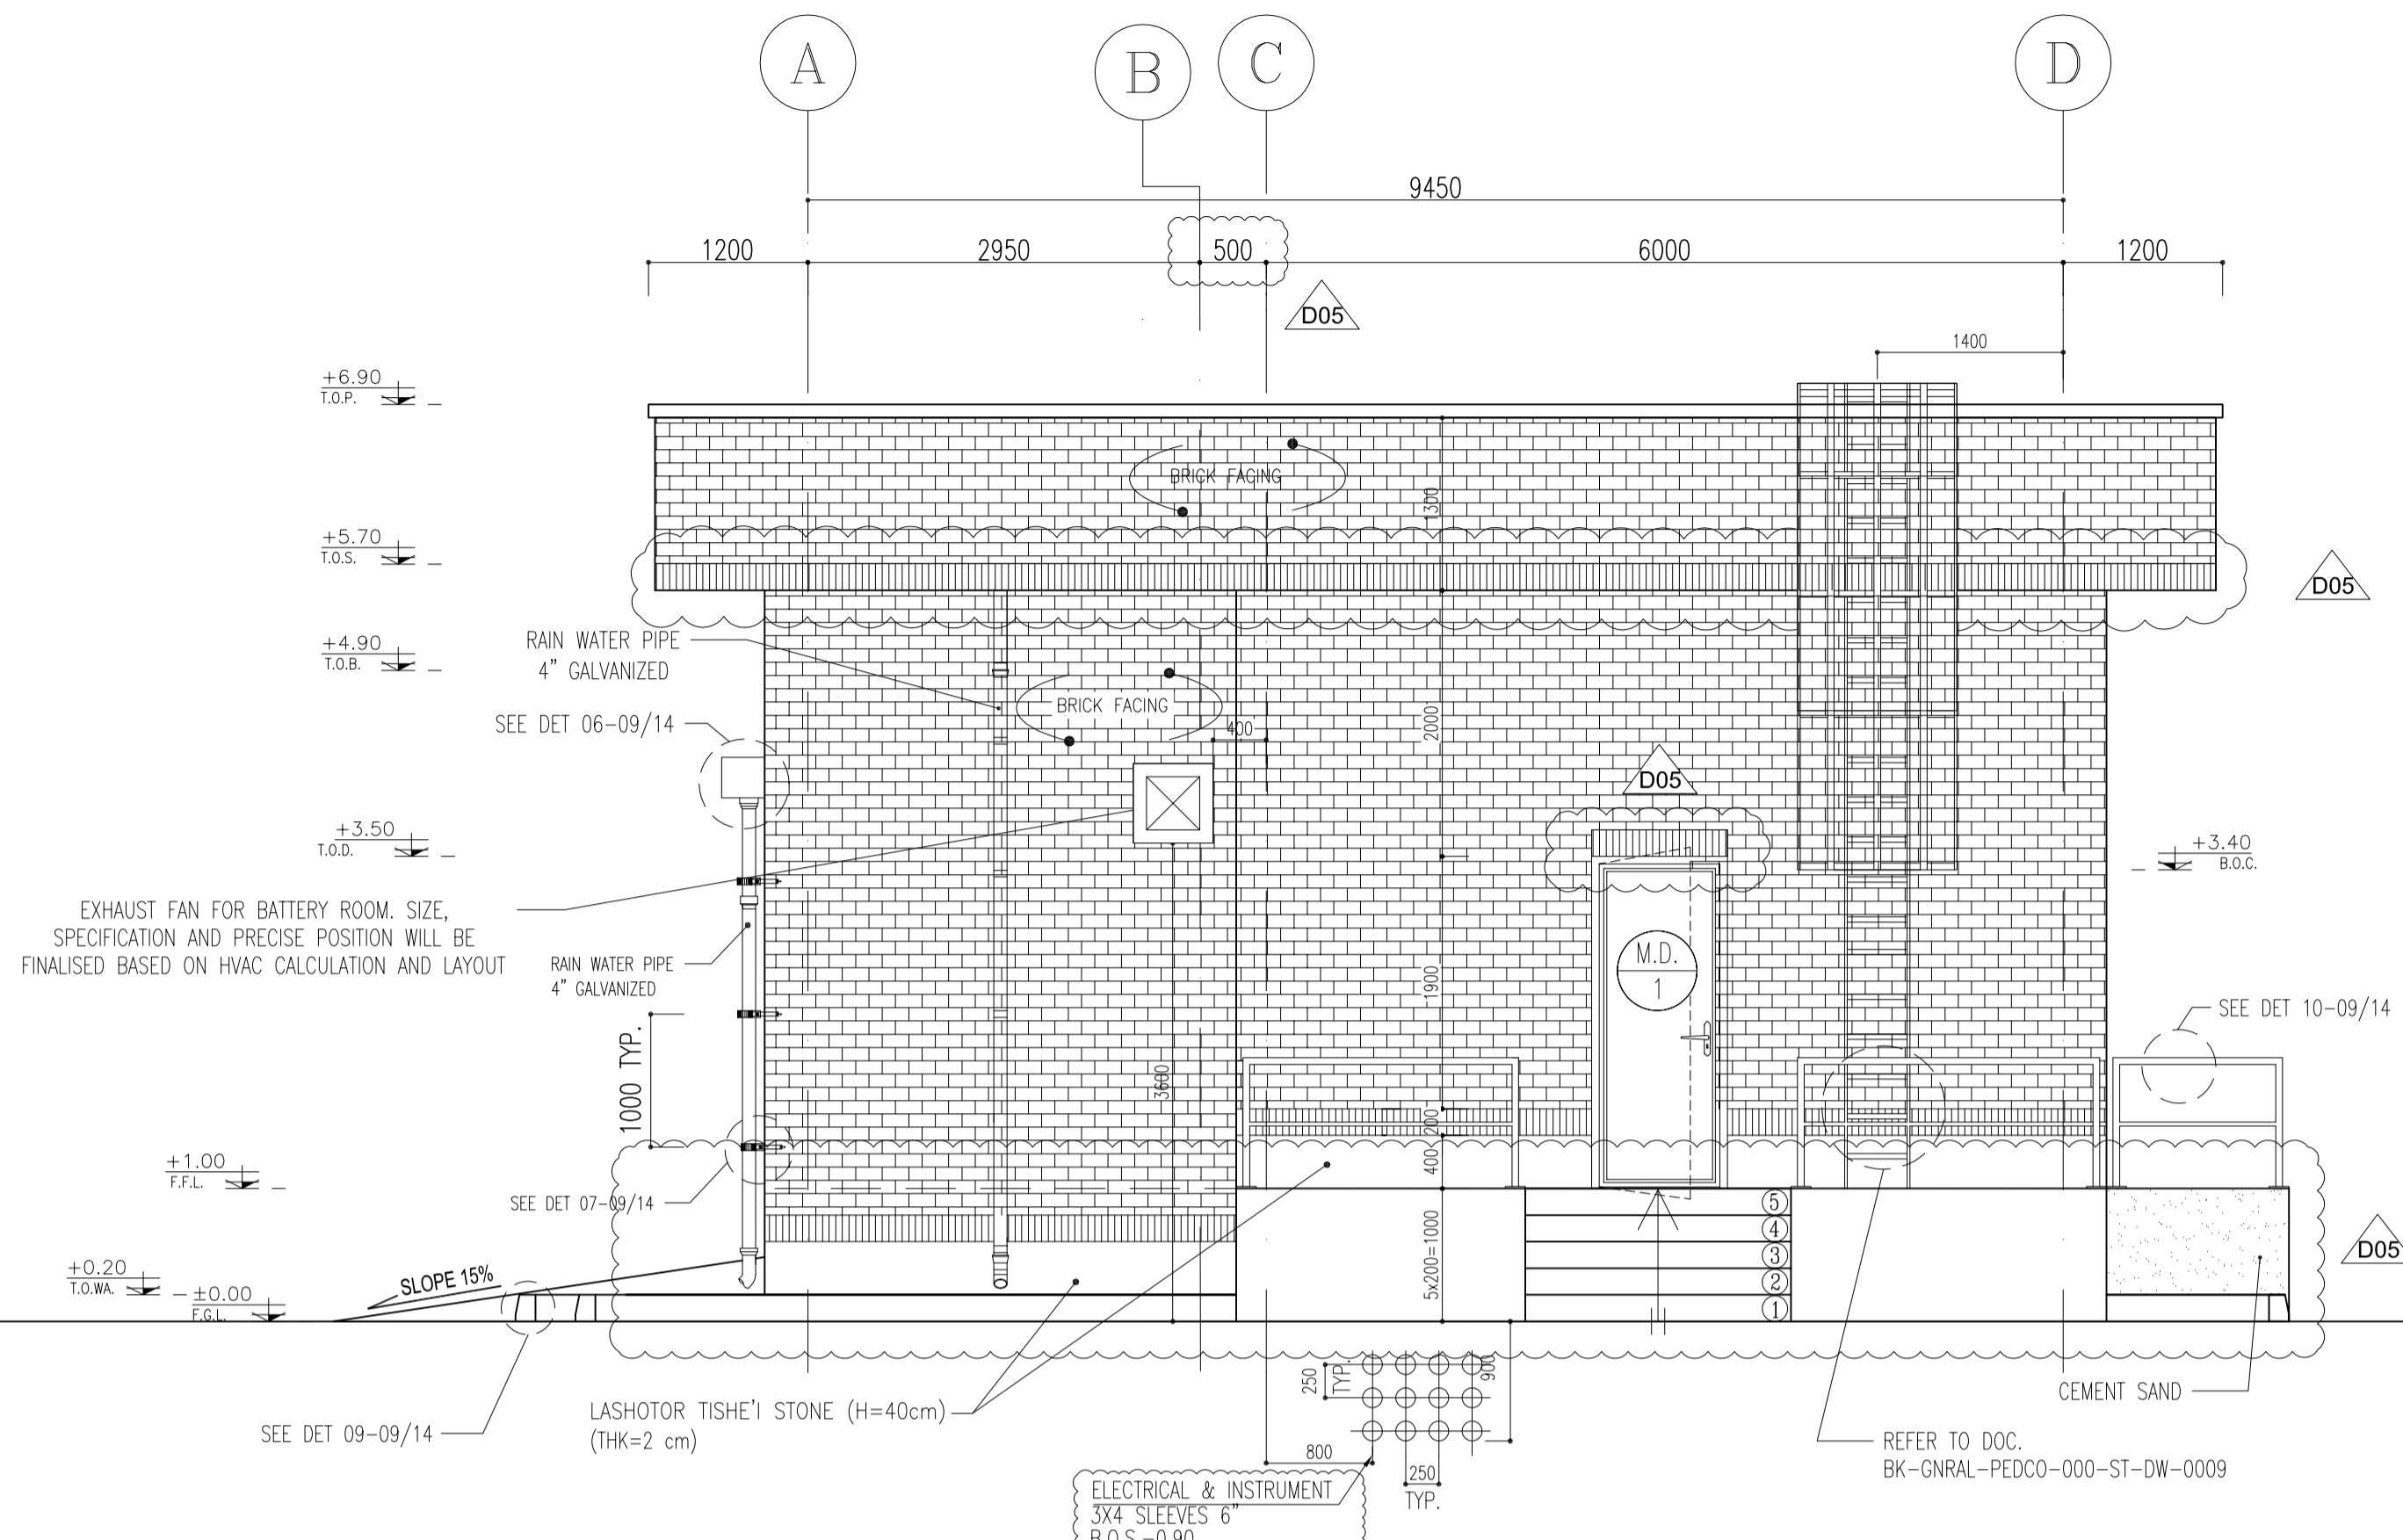 A
B
C
D
9450
1200
2950
500
6000
1200
D05
1400
+6.90
T.O.P.
BRICK FACING
1300
+5.70
T.O.S.
D05
+4.90
T.O.B.
RAIN WATER PIPE
4" GALVANIZED
BRICK FACING
SEE DET 06-09/14
400
2000
D05
+3.50
T.O.D.
+3.40
B.O.C.
EXHAUST FAN FOR BATTERY ROOM. SIZE,
SPECIFICATION AND PRECISE POSITION WILL BE
FINALISED BASED ON HVAC CALCULATION AND LAYOUT
RAIN WATER PIPE
4" GALVANIZED
M.D.
1
1900
SEE DET 10-09/14
1000 TYP.
3600
200
400
+1.00
F.F.L.
SEE DET 07-09/14
5
4
3
2
1
5x200=1000
D05
+0.20
T.O.WA.
±0.00
F.G.L.
SLOPE 15%
250
TYP.
900
LASHOTOR TISHE'I STONE (H=40cm)
(THK=2 cm)
SEE DET 09-09/14
CEMENT SAND
800
250
TYP.
REFER TO DOC.
BK-GNRAL-PEDCO-000-ST-DW-0009
ELECTRICAL & INSTRUMENT
3X4 SLEEVES 6"
B.O.S.-0.90